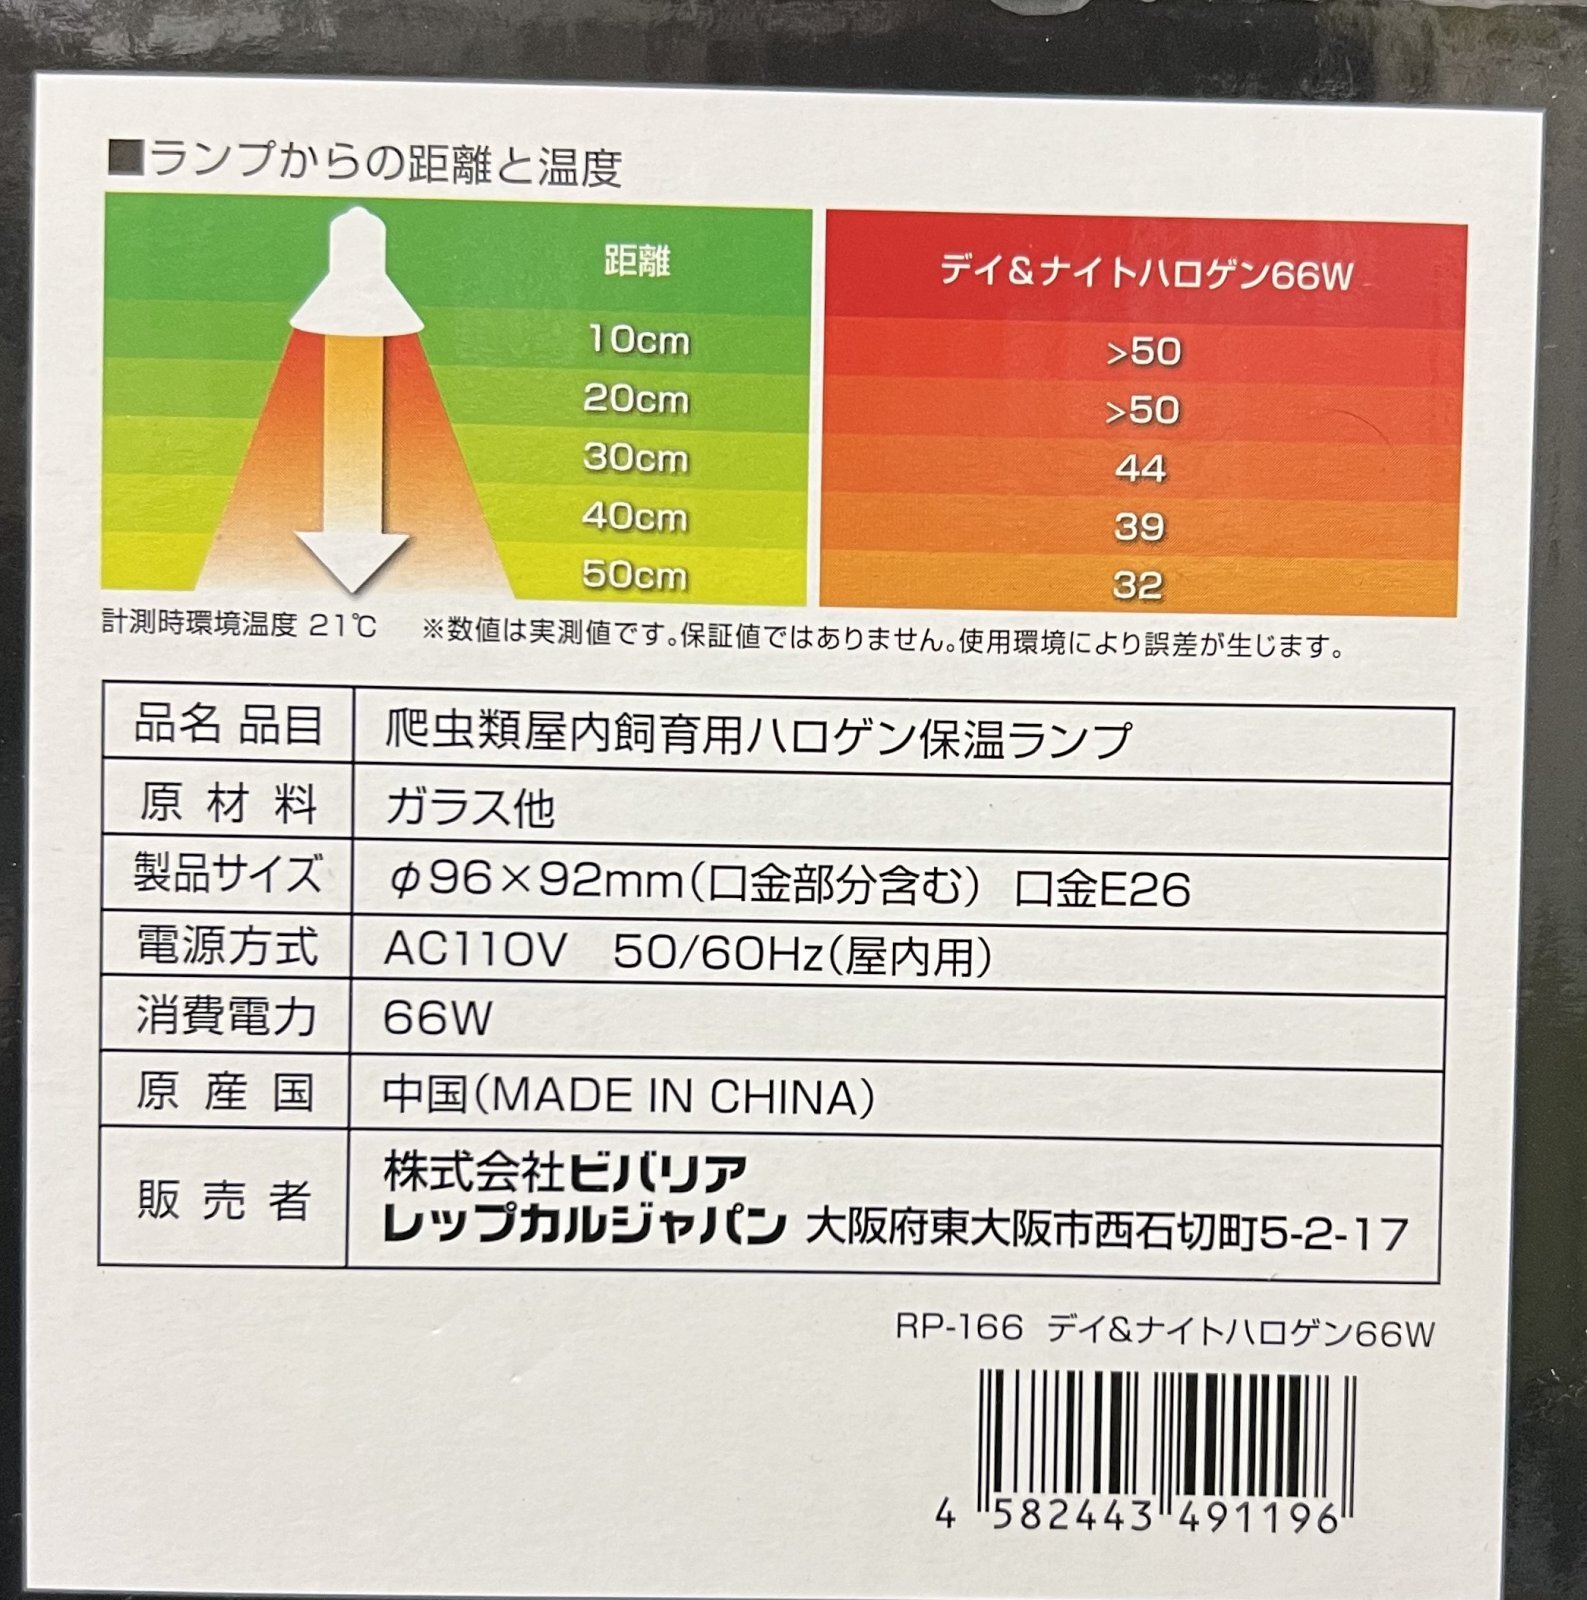 ■ランプからの距離と温度
距離 デイ&ナイトハロゲン66W
10cm >50
20cm >50
30cm 44
40cm 39
50cm 32
計測時環境温度 21℃ ※数値は実測値です。保証値ではありません。使用環境により誤差が生じます。
品名 品目 爬虫類屋内飼育用ハロゲン保温ランプ
原材料 ガラス他
製品サイズ φ96×92mm(口金部分含む) 口金E26
電源方式 AC110V 50/60Hz(屋内用)
消費電力 66W
原産国 中国(MADE IN CHINA)
販売者 株式会社ビバリア
レップカルジャパン 大阪府東大阪市西石切町5-2-17
RP-166 デイ&ナイトハロゲン66W
4 582443 491196